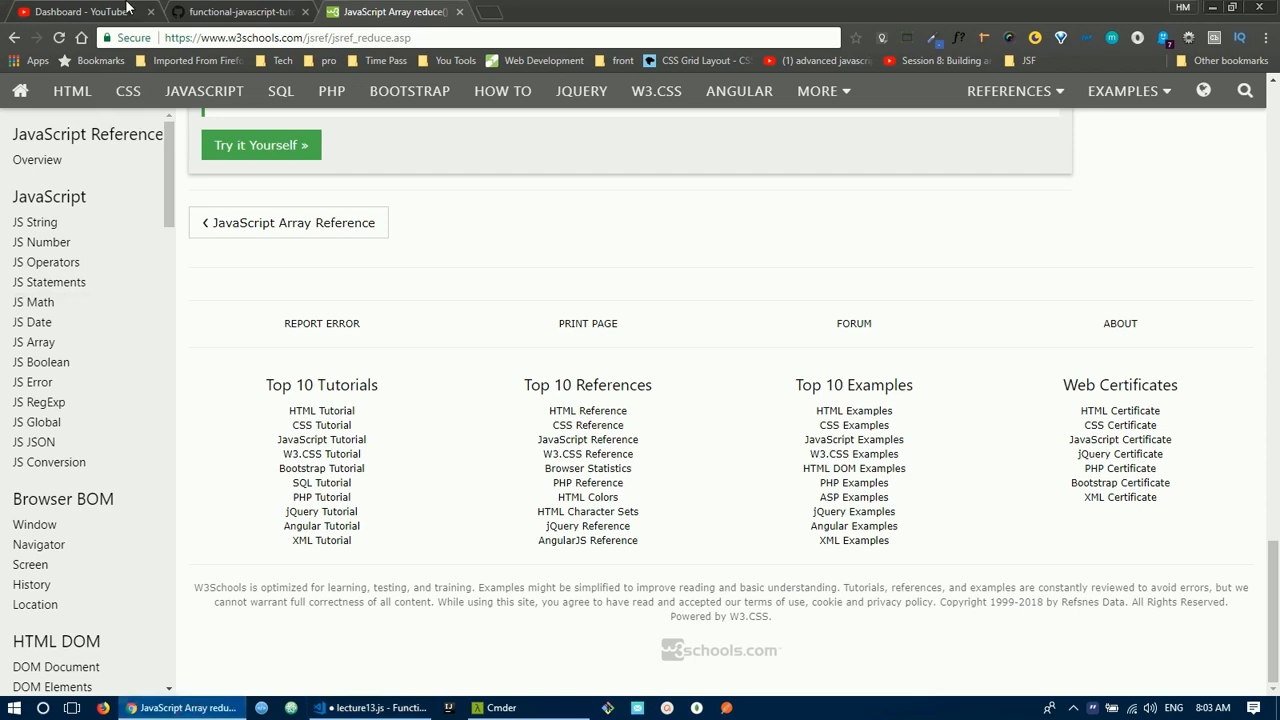 Dashboard - YouTube
functional-javascript-tuto
JavaScript Array reduce()
HM
Secure
https://www.w3schools.com/jsref/jsref_reduce.asp
f?
7
Apps
Bookmarks
Imported From Firef
Tech
pro
Time Pass
You Tools
Web Development
front
CSS Grid Layout - CS
(1) advanced javascri
Session 8: Building a
JSF
Other bookmarks
HTML
CSS
JAVASCRIPT
SQL
PHP
BOOTSTRAP
HOW TO
JQUERY
W3.CSS
ANGULAR
MORE
REFERENCES
EXAMPLES
JavaScript Reference
Overview
JavaScript
JS String
JS Number
JS Operators
JS Statements
JS Math
JS Date
JS Array
JS Boolean
JS Error
JS RegExp
JS Global
JS JSON
JS Conversion
Browser BOM
Window
Navigator
Screen
History
Location
HTML DOM
DOM Document
DOM Elements
Try it Yourself »
‹ JavaScript Array Reference
REPORT ERROR
PRINT PAGE
FORUM
ABOUT
Top 10 Tutorials
HTML Tutorial
CSS Tutorial
JavaScript Tutorial
W3.CSS Tutorial
Bootstrap Tutorial
SQL Tutorial
PHP Tutorial
jQuery Tutorial
Angular Tutorial
XML Tutorial
Top 10 References
HTML Reference
CSS Reference
JavaScript Reference
W3.CSS Reference
Browser Statistics
PHP Reference
HTML Colors
HTML Character Sets
jQuery Reference
AngularJS Reference
Top 10 Examples
HTML Examples
CSS Examples
JavaScript Examples
W3.CSS Examples
HTML DOM Examples
PHP Examples
ASP Examples
jQuery Examples
Angular Examples
XML Examples
Web Certificates
HTML Certificate
CSS Certificate
JavaScript Certificate
jQuery Certificate
PHP Certificate
Bootstrap Certificate
XML Certificate
W3Schools is optimized for learning, testing, and training. Examples might be simplified to improve reading and basic understanding. Tutorials, references, and examples are constantly reviewed to avoid errors, but we
cannot warrant full correctness of all content. While using this site, you agree to have read and accepted our terms of use, cookie and privacy policy. Copyright 1999-2018 by Refsnes Data. All Rights Reserved.
Powered by W3.CSS.
w3schools.com
JavaScript Array redu...
• lecture13.js - Functi...
Cmder
ENG
8:03 AM